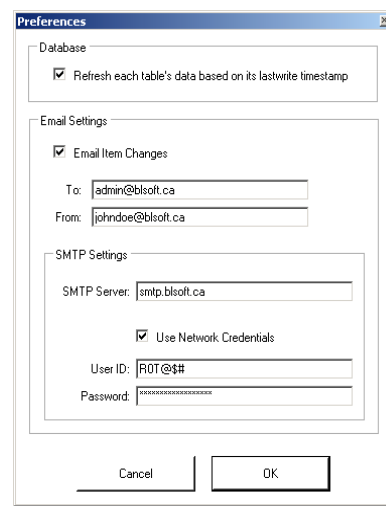 Preferences
Database
Refresh each table's data based on its lastwrite timestamp
Email Settings
Email Item Changes
To: admin@blsoft.ca
From: johndoe@blsoft.ca
SMTP Settings
SMTP Server: smtp.blsoft.ca
Use Network Credentials
User ID: R0T@$#
Password: ******************
Cancel OK